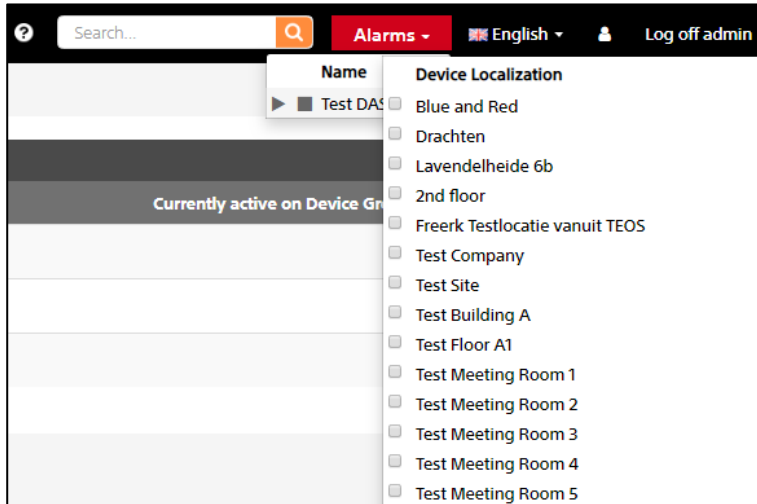 Search...
Alarms
English
Log off admin
Name
Test DAS
Currently active on Device Gr
Device Localization
Blue and Red
Drachten
Lavendelheide 6b
2nd floor
Freerk Testlocatie vanuit TEOS
Test Company
Test Site
Test Building A
Test Floor A1
Test Meeting Room 1
Test Meeting Room 2
Test Meeting Room 3
Test Meeting Room 4
Test Meeting Room 5